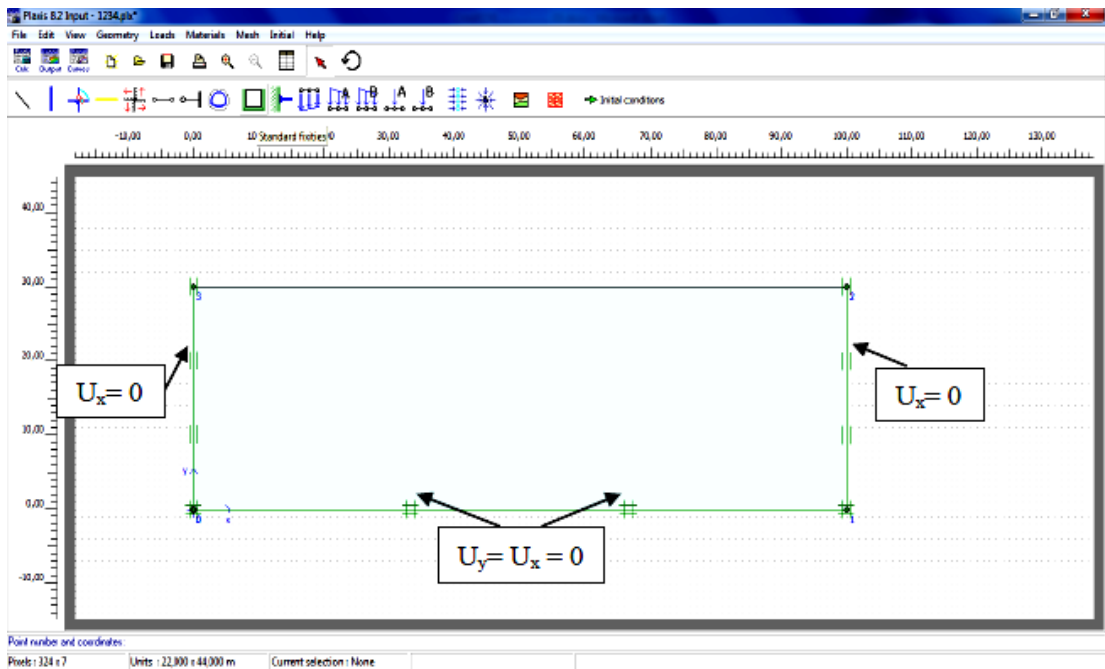 Plaxis 8.2 Input - 1234.plx*
File Edit View Geometry Loads Materials Mesh Initial Help
Calc Output Curves
A B A B Initial conditions
-10,00 0,00 10 Standard fixities 0 30,00 40,00 50,00 60,00 70,00 80,00 90,00 100,00 110,00 120,00 130,00
40,00
30,00
3 2
20,00
Ux= 0
Ux= 0
10,00
Y
0,00
0 x 1
Uy= Ux = 0
-10,00
Point number and coordinates:
Pixels : 324 x 7 Units : 22,000 x 44,000 m Current selection : None